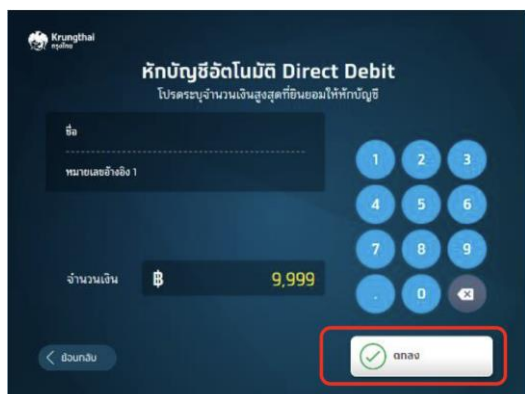 Krungthai
กรุงไทย
หักบัญชีอัตโนมัติ Direct Debit
โปรดระบุจำนวนเงินสูงสุดที่ยินยอมให้หักบัญชี
ชื่อ
หมายเลขอ้างอิง 1
1 2 3
4 5 6
7 8 9
. 0
จำนวนเงิน ฿ 9,999
ย้อนกลับ
ตกลง